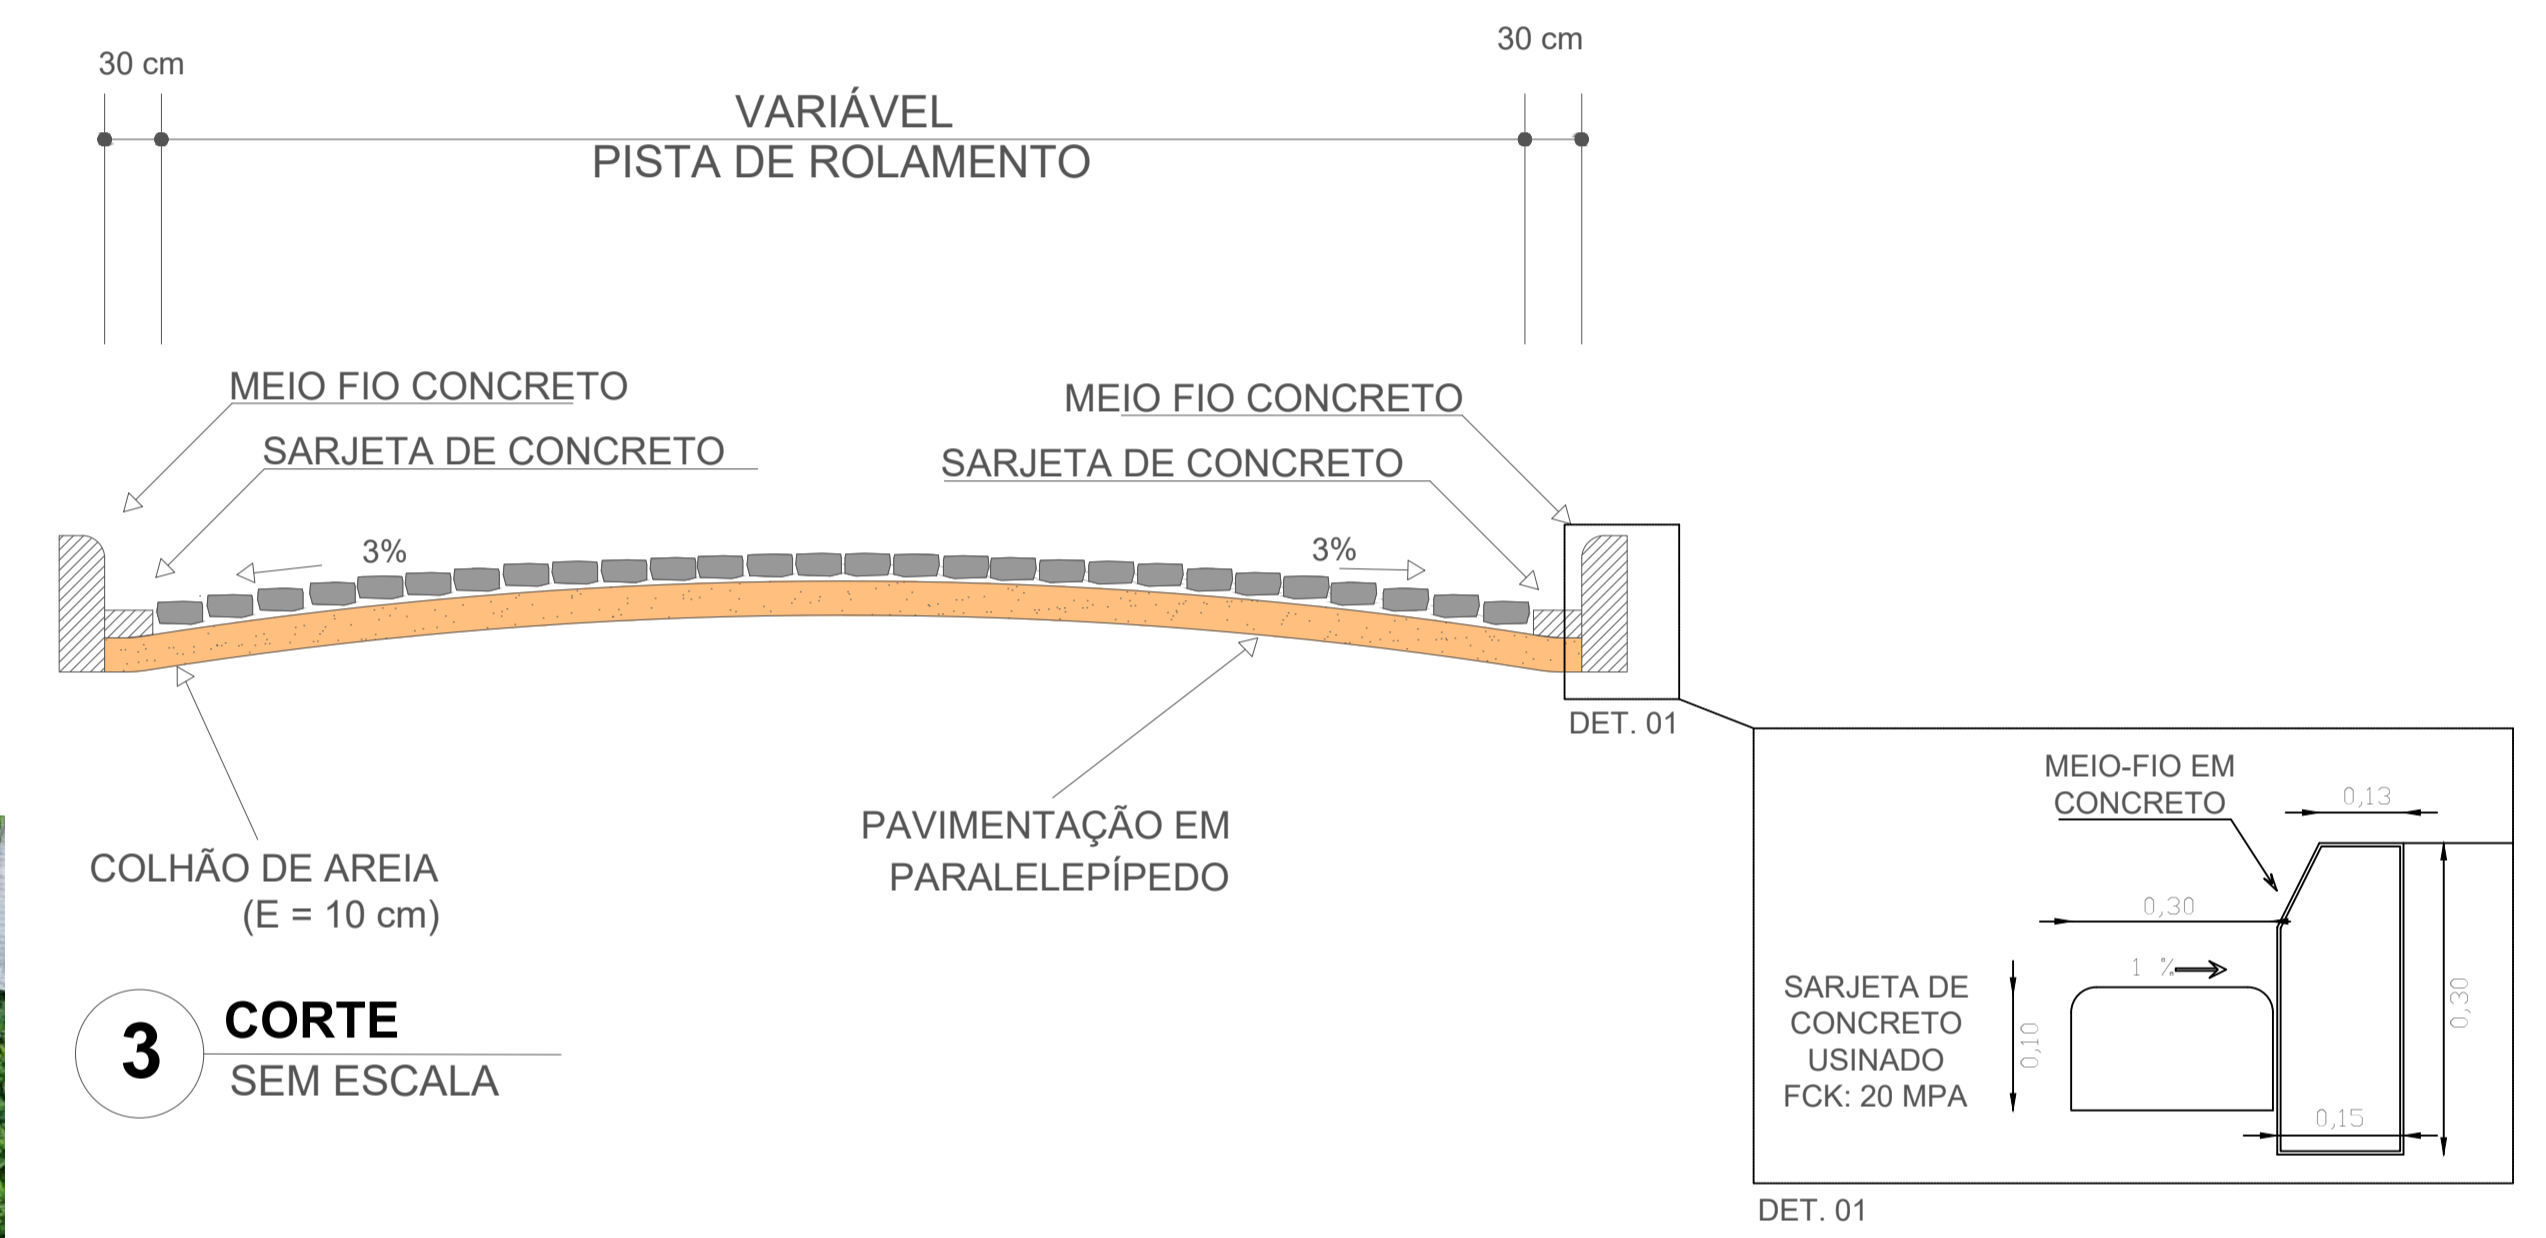 30 cm
30 cm
VARIÁVEL
PISTA DE ROLAMENTO
MEIO FIO CONCRETO
SARJETA DE CONCRETO
MEIO FIO CONCRETO
SARJETA DE CONCRETO
3%
3%
DET. 01
COLHÃO DE AREIA
(E = 10 cm)
PAVIMENTAÇÃO EM
PARALELEPÍPEDO
3
CORTE
SEM ESCALA
MEIO-FIO EM
CONCRETO
0,13
0,30
1 %
SARJETA DE
CONCRETO
USINADO
FCK: 20 MPA
0,10
0,30
0,15
DET. 01